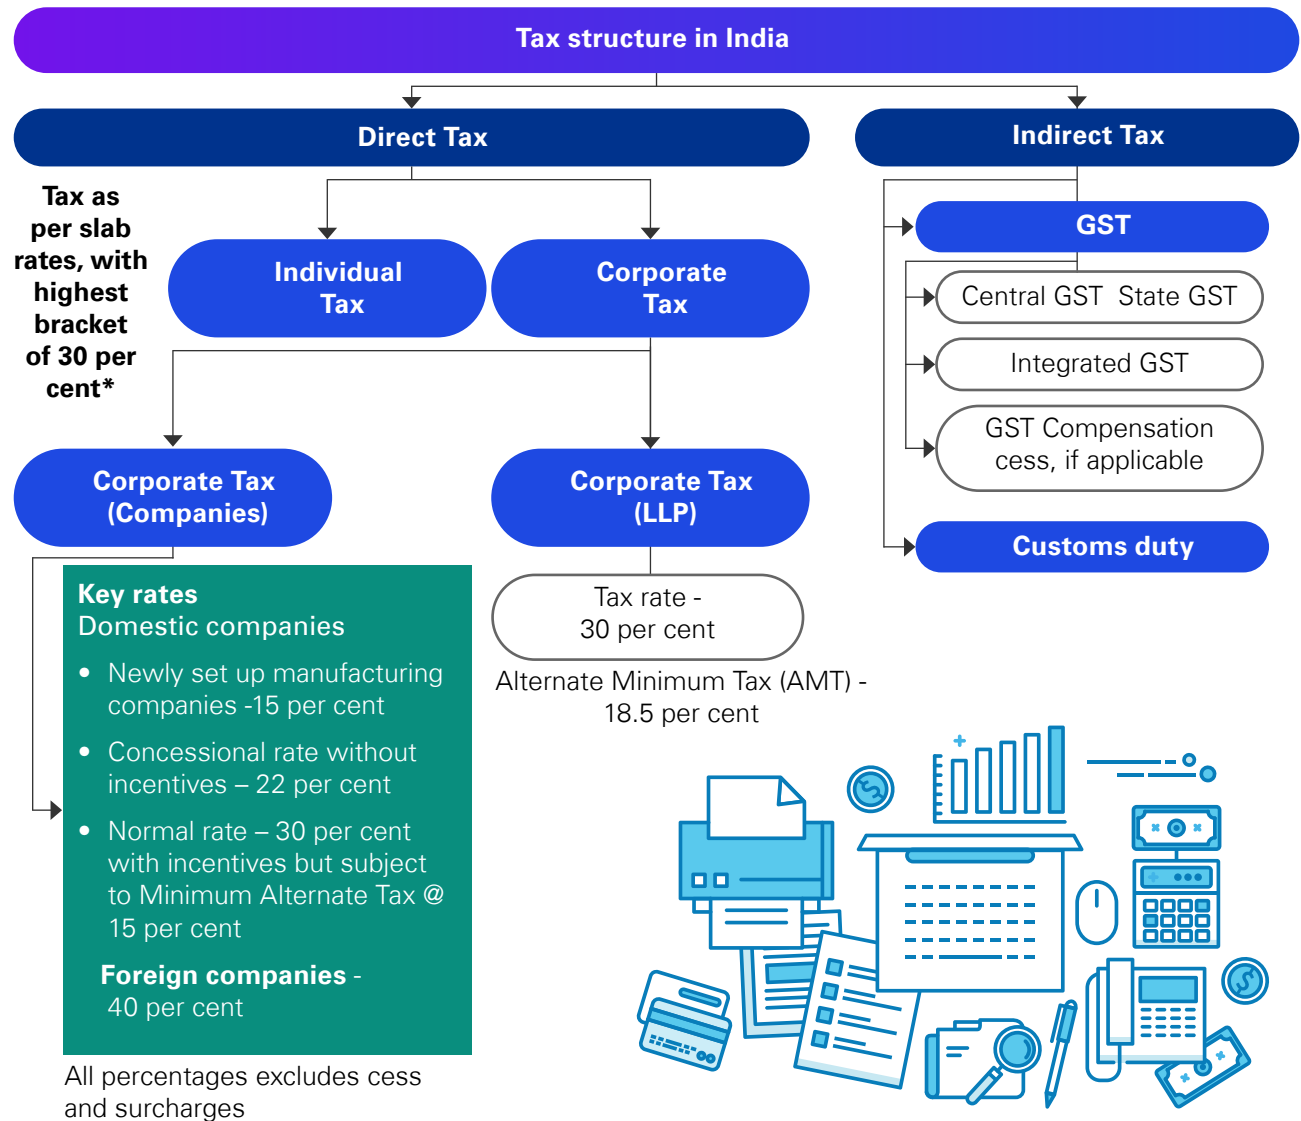 Tax structure in India
Direct Tax
Indirect Tax
Tax as
per slab
rates, with
highest
bracket
of 30 per
cent*
Individual
Tax
Corporate
Tax
GST
Central GST  State GST
Integrated GST
GST Compensation
cess, if applicable
Customs duty
Corporate Tax
(Companies)
Corporate Tax
(LLP)
Key rates
Domestic companies
• Newly set up manufacturing
companies -15 per cent
• Concessional rate without
incentives – 22 per cent
• Normal rate – 30 per cent
with incentives but subject
to Minimum Alternate Tax @
15 per cent
Foreign companies -
40 per cent
All percentages excludes cess
and surcharges
Tax rate -
30 per cent
Alternate Minimum Tax (AMT) -
18.5 per cent